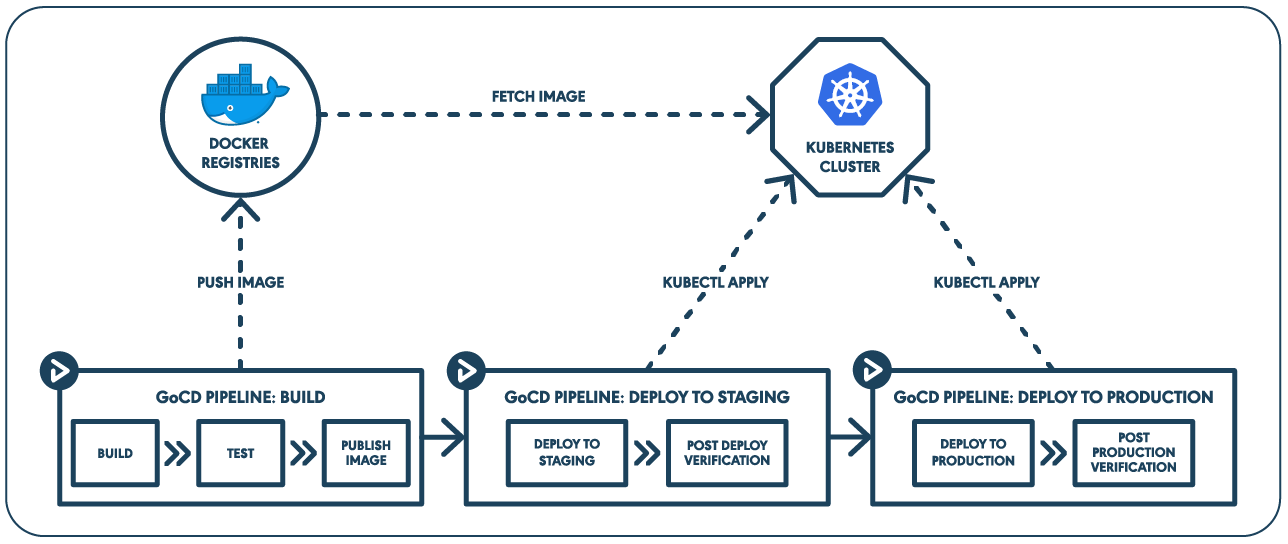 FETCH IMAGE
DOCKER
REGISTRIES
KUBERNETES
CLUSTER
PUSH IMAGE
KUBECTL APPLY
KUBECTL APPLY
GoCD PIPELINE: BUILD
BUILD
TEST
PUBLISH
IMAGE
GoCD PIPELINE: DEPLOY TO STAGING
DEPLOY TO
STAGING
POST DEPLOY
VERIFICATION
GoCD PIPELINE: DEPLOY TO PRODUCTION
DEPLOY TO
PRODUCTION
POST
PRODUCTION
VERIFICATION